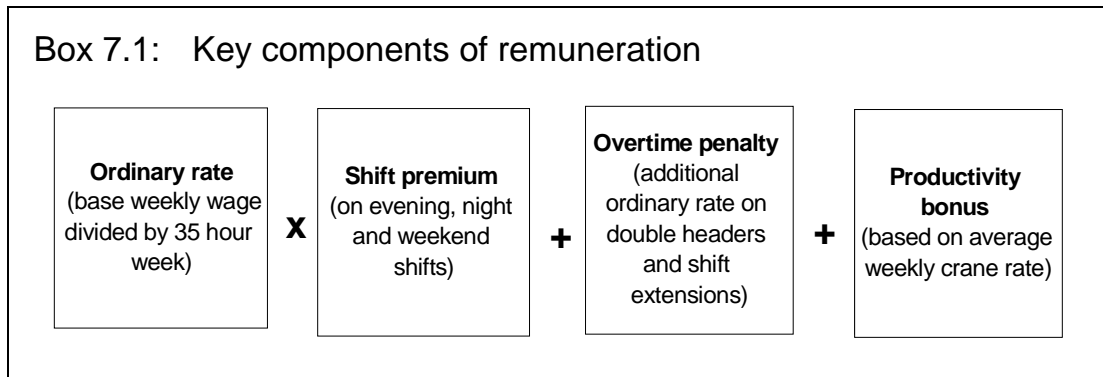 Box 7.1: Key components of remuneration
Ordinary rate
(base weekly wage
divided by 35 hour
week)
x
Shift premium
(on evening, night
and weekend
shifts)
+
Overtime penalty
(additional
ordinary rate on
double headers
and shift
extensions)
+
Productivity
bonus
(based on average
weekly crane rate)